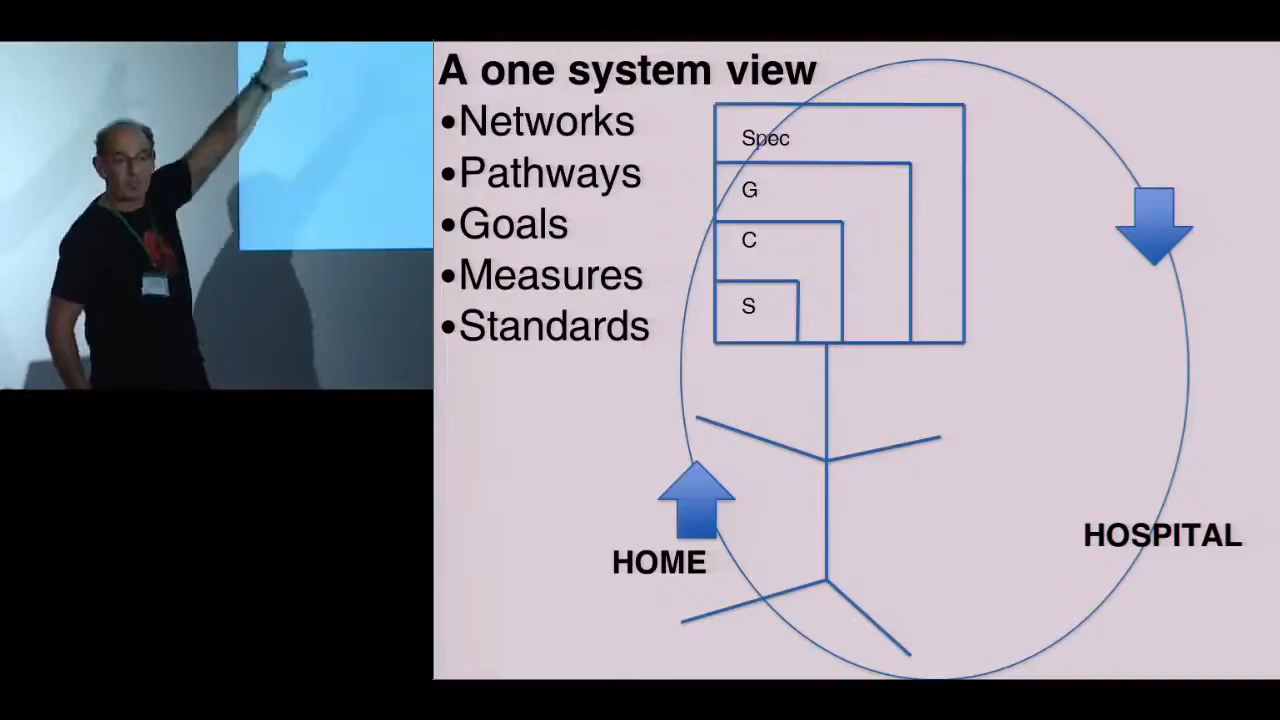 A one system view
•Networks
•Pathways
•Goals
•Measures
•Standards
Spec
G
C
S
HOME
HOSPITAL